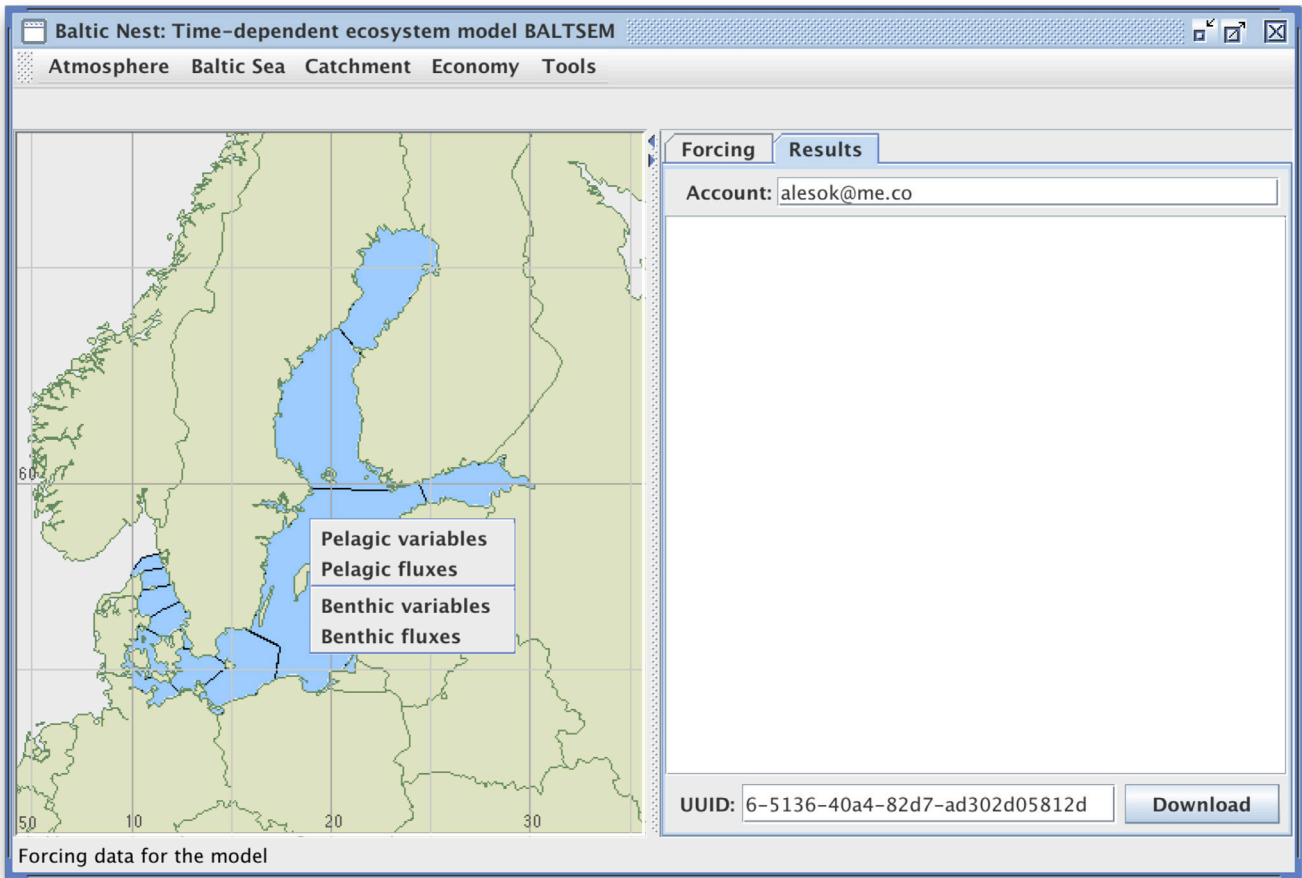 Baltic Nest: Time-dependent ecosystem model BALTSEM
Atmosphere Baltic Sea Catchment Economy Tools
Forcing Results
Account: alesok@me.co
60
Pelagic variables
Pelagic fluxes
Benthic variables
Benthic fluxes
UUID: 6-5136-40a4-82d7-ad302d05812d Download
50 10 20 30
Forcing data for the model